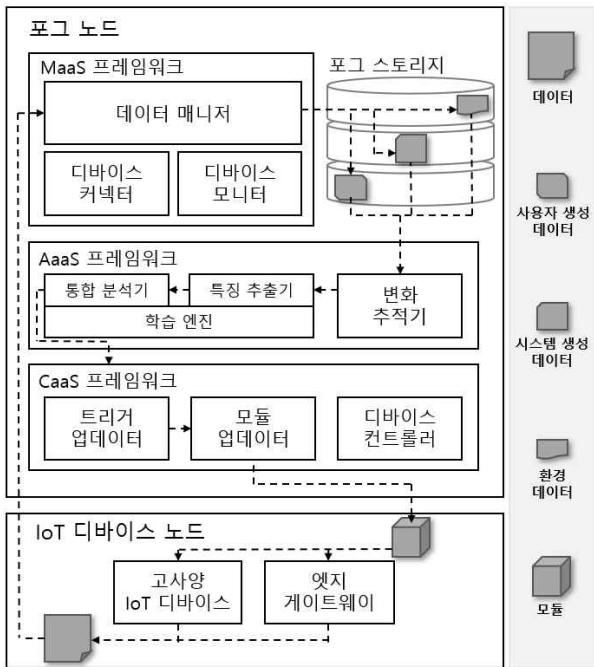 포그 노드
MaaS 프레임워크
데이터 매니저
디바이스
커넥터
디바이스
모니터
포그 스토리지
AaaS 프레임워크
통합 분석기
특징 추출기
학습 엔진
변화
추적기
CaaS 프레임워크
트리거
업데이터
모듈
업데이터
디바이스
컨트롤러
IoT 디바이스 노드
고사양
IoT 디바이스
엣지
게이트웨이
데이터
사용자 생성
데이터
시스템 생성
데이터
환경
데이터
모듈